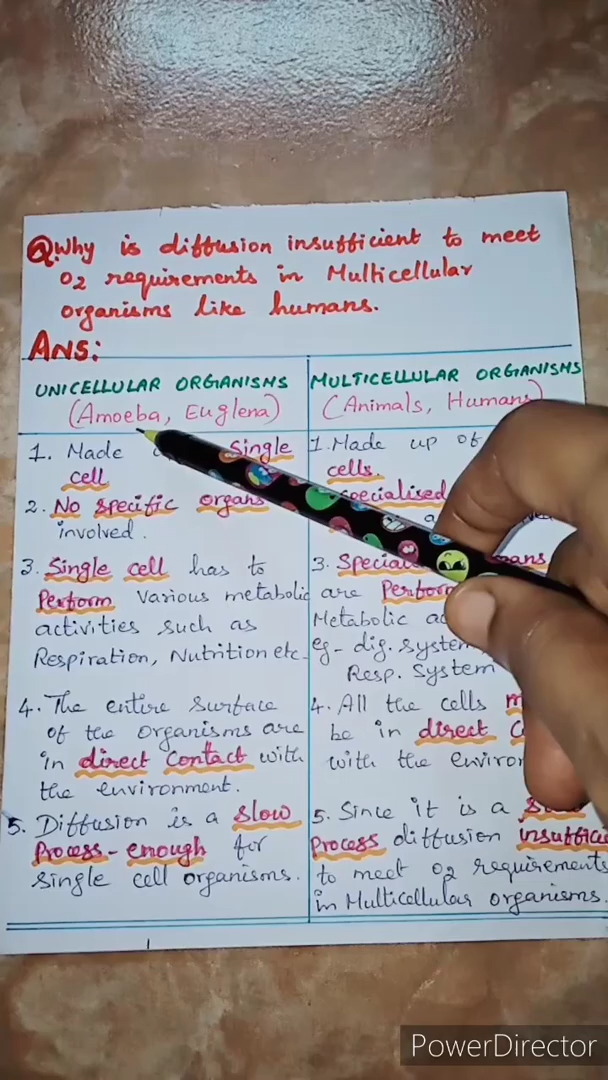 Q. Why is diffusion insufficient to meet
O2 requirements in Multicellular
organisms like humans.
ANS:
UNICELLULAR ORGANISMS
(Amoeba, Euglena)
1. Made Single
cell
2. No specific organs
involved.
3. Single cell has to
Perform various metabolic
activities such as
Respiration, Nutrition etc.
4. The entire surface
of the organisms are
in direct contact with
the environment.
5. Diffusion is a slow
Process - enough for
single cell organisms.
MULTICELLULAR ORGANISMS
(Animals, Humans)
1. Made up of
cells.
specialised
3.
are
Metabolic
eg - dig. system
Resp. System
4. All the cells
be in direct
with the
5. Since it is a
Process diffusion
to meet O2 requirements
in Multicellular organisms.
PowerDirector